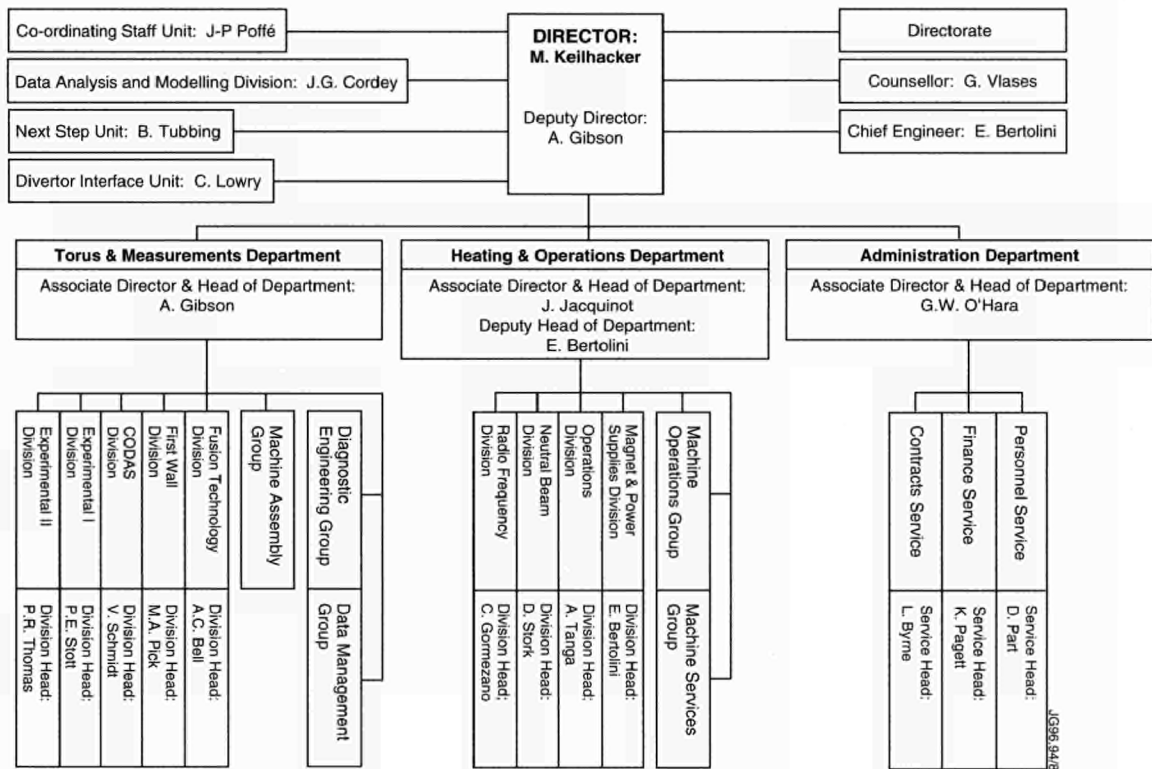 Co-ordinating Staff Unit: J-P Poffé
Data Analysis and Modelling Division: J.G. Cordey
Next Step Unit: B. Tubbing
Divertor Interface Unit: C. Lowry
DIRECTOR:
M. Keilhacker
Deputy Director:
A. Gibson
Directorate
Counsellor: G. Vlases
Chief Engineer: E. Bertolini
Torus & Measurements Department
Associate Director & Head of Department:
A. Gibson
Heating & Operations Department
Associate Director & Head of Department:
J. Jacquinot
Deputy Head of Department:
E. Bertolini
Administration Department
Associate Director & Head of Department:
G.W. O'Hara
Experimental II
Division
Division Head:
P.R. Thomas
Experimental I
Division
Division Head:
P.E. Stott
CODAS
Division
Division Head:
V. Schmidt
First Wall
Division
Division Head:
M.A. Pick
Fusion Technology
Division
Division Head:
A.C. Bell
Machine Assembly
Group
Diagnostic
Engineering Group
Data Management
Group
Radio Frequency
Division
Division Head:
C. Gormezano
Neutral Beam
Division
Division Head:
D. Stork
Operations
Division
Division Head:
A. Tanga
Magnet & Power
Supplies Division
Division Head:
E. Bertolini
Machine
Operations Group
Machine Services
Group
Contracts Service
Service Head:
L. Byrne
Finance Service
Service Head:
K. Pagett
Personnel Service
Service Head:
D. Part